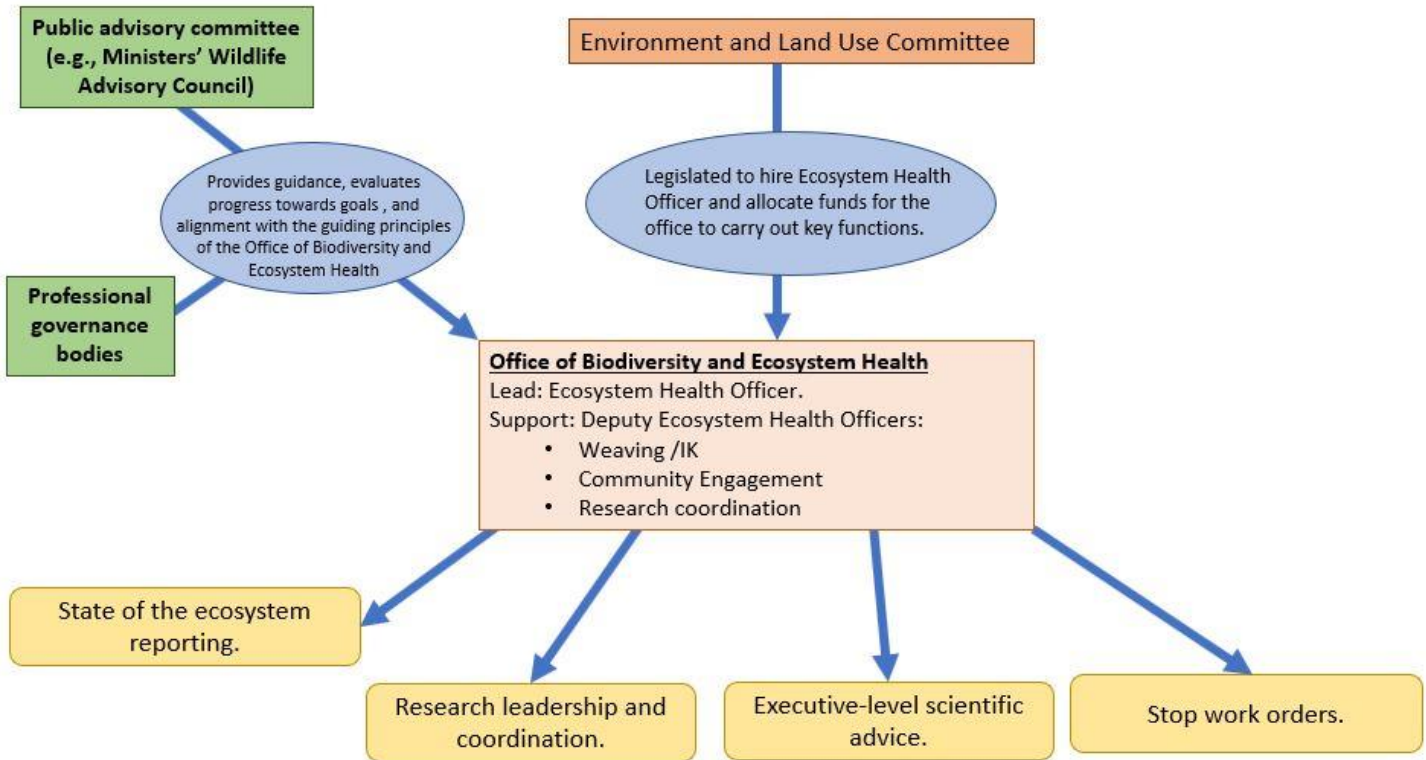 Public advisory committee
(e.g., Ministers’ Wildlife
Advisory Council)
Environment and Land Use Committee
Provides guidance, evaluates
progress towards goals , and
alignment with the guiding principles
of the Office of Biodiversity and
Ecosystem Health
Legislated to hire Ecosystem Health
Officer and allocate funds for the
office to carry out key functions.
Professional
governance
bodies
Office of Biodiversity and Ecosystem Health
Lead: Ecosystem Health Officer.
Support: Deputy Ecosystem Health Officers:
• Weaving /IK
• Community Engagement
• Research coordination
State of the ecosystem
reporting.
Research leadership and
coordination.
Executive-level scientific
advice.
Stop work orders.